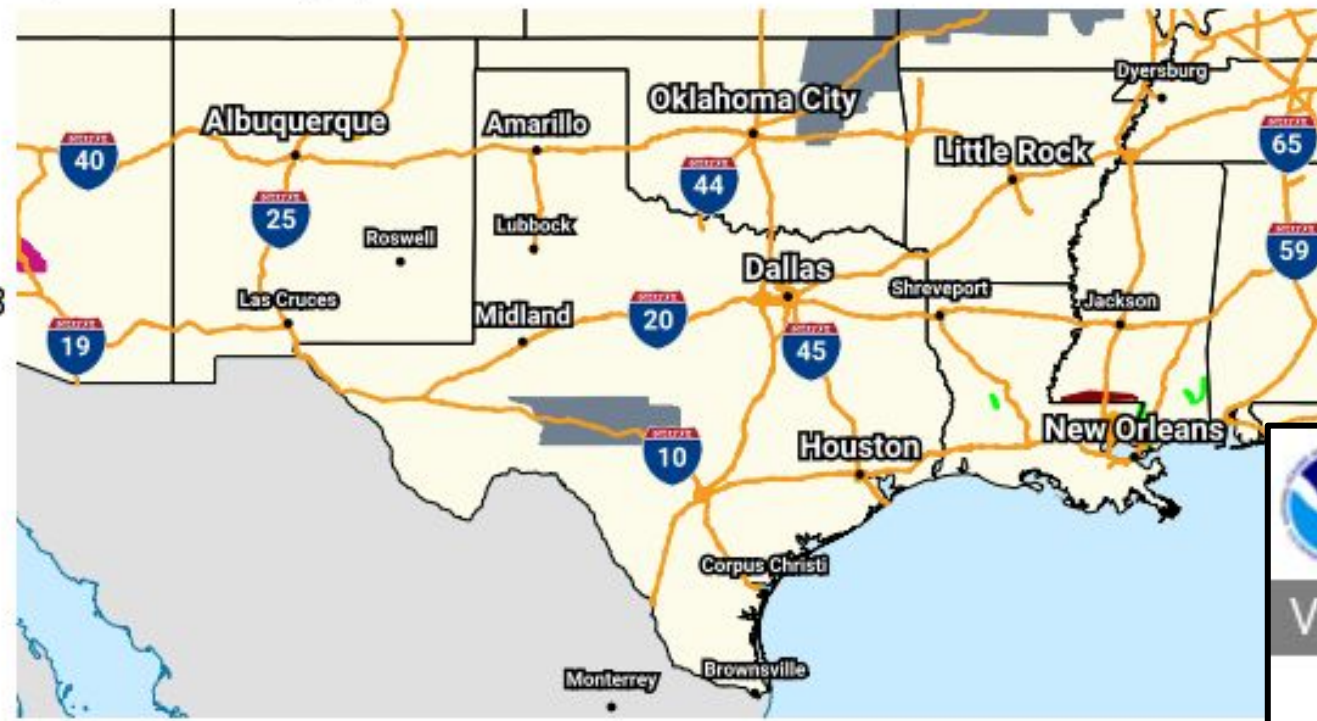 Dyersburg
Oklahoma City
Albuquerque
Amarillo
65
40
Little Rock
44
25
Lubbock
Roswell
59
Dallas
Shreveport
Las Cruces
Jackson
Midland
20
19
45
New Orleans
Houston
10
Corpus Christi
V
Brownsville
Monterrey